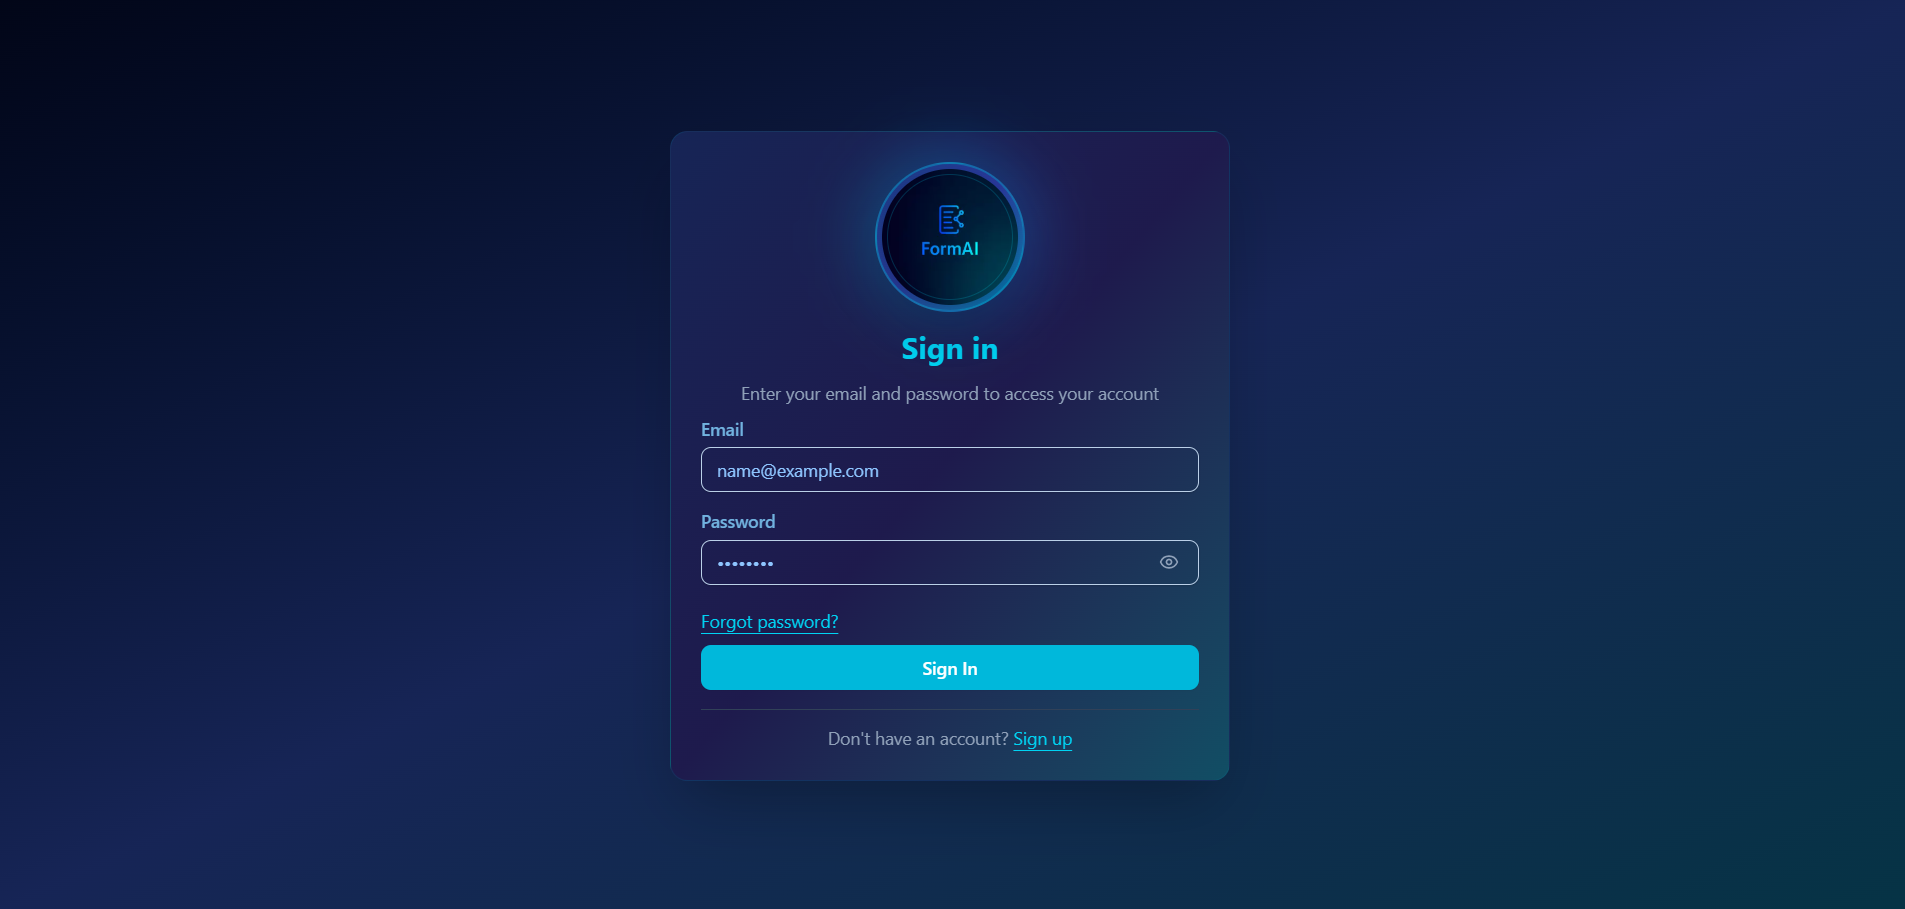 FormAI
Sign in
Enter your email and password to access your account
Email
name@example.com
Password
••••••••
Forgot password?
Sign In
Don't have an account? Sign up